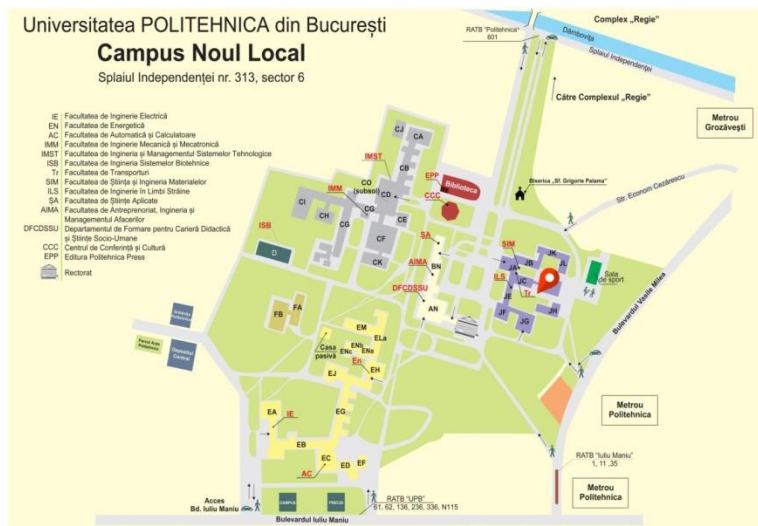 Universitatea POLITEHNICA din București
Campus Noul Local
Splaiul Independenței nr. 313, sector 6
IE Facultatea de Inginerie Electrică
EN Facultatea de Energetică
AC Facultatea de Automatică și Calculatoare
IMM Facultatea de Inginerie Mecanică și Mecatronică
IMST Facultatea de Ingineria și Managementul Sistemelor Tehnologice
ISB Facultatea de Ingineria Sistemelor Biotehnice
Tr Facultatea de Transporturi
SIM Facultatea de Știința și Ingineria Materialelor
ILS Facultatea de Inginerie în Limbi Străine
ȘA Facultatea de Științe Aplicate
AIMA Facultatea de Antreprenoriat, Ingineria și
Managementul Afacerilor
DFCDSSU Departamentul de Formare pentru Carieră Didactică
și Științe Socio-Umane
CCC Centrul de Conferință și Cultură
EPP Editura Politehnica Press
Rectorat
Complex „Regie”
RATB "Politehnica"
601
Dâmbovița
Splaiul Independenței
Către Complexul „Regie”
Metrou
Grozăvești
Biserica „Sf. Grigorie Palama”
Str. Econom Cezărescu
CJ
CA
IMST
CB
CO
(subsol)
CD
IMM
CG
CE
CI
CH
CG
CF
CK
EPP
Biblioteca
CCC
ISB
D
SA
AIMA
BN
DFCDSSU
AN
SIM
JK
JB
JL
JA
JC
ILS
Tr
JE
JF
JG
JH
Sala
de sport
Bulevardul Vasile Milea
FA
FB
Casa
pasivă
EM
ELa
ENb
ENc
ENa
En
EH
EJ
EG
EA
IE
EB
EC
AC
ED
EF
Depozitul
Central
Metrou
Politehnica
RATB "Iuliu Maniu"
1, 11 ,35
Metrou
Politehnica
Acces
Bd. Iuliu Maniu
CAMPUS
PRECIS
RATB "UPB"
61, 62, 136, 236, 336, N115
Bulevardul Iuliu Maniu